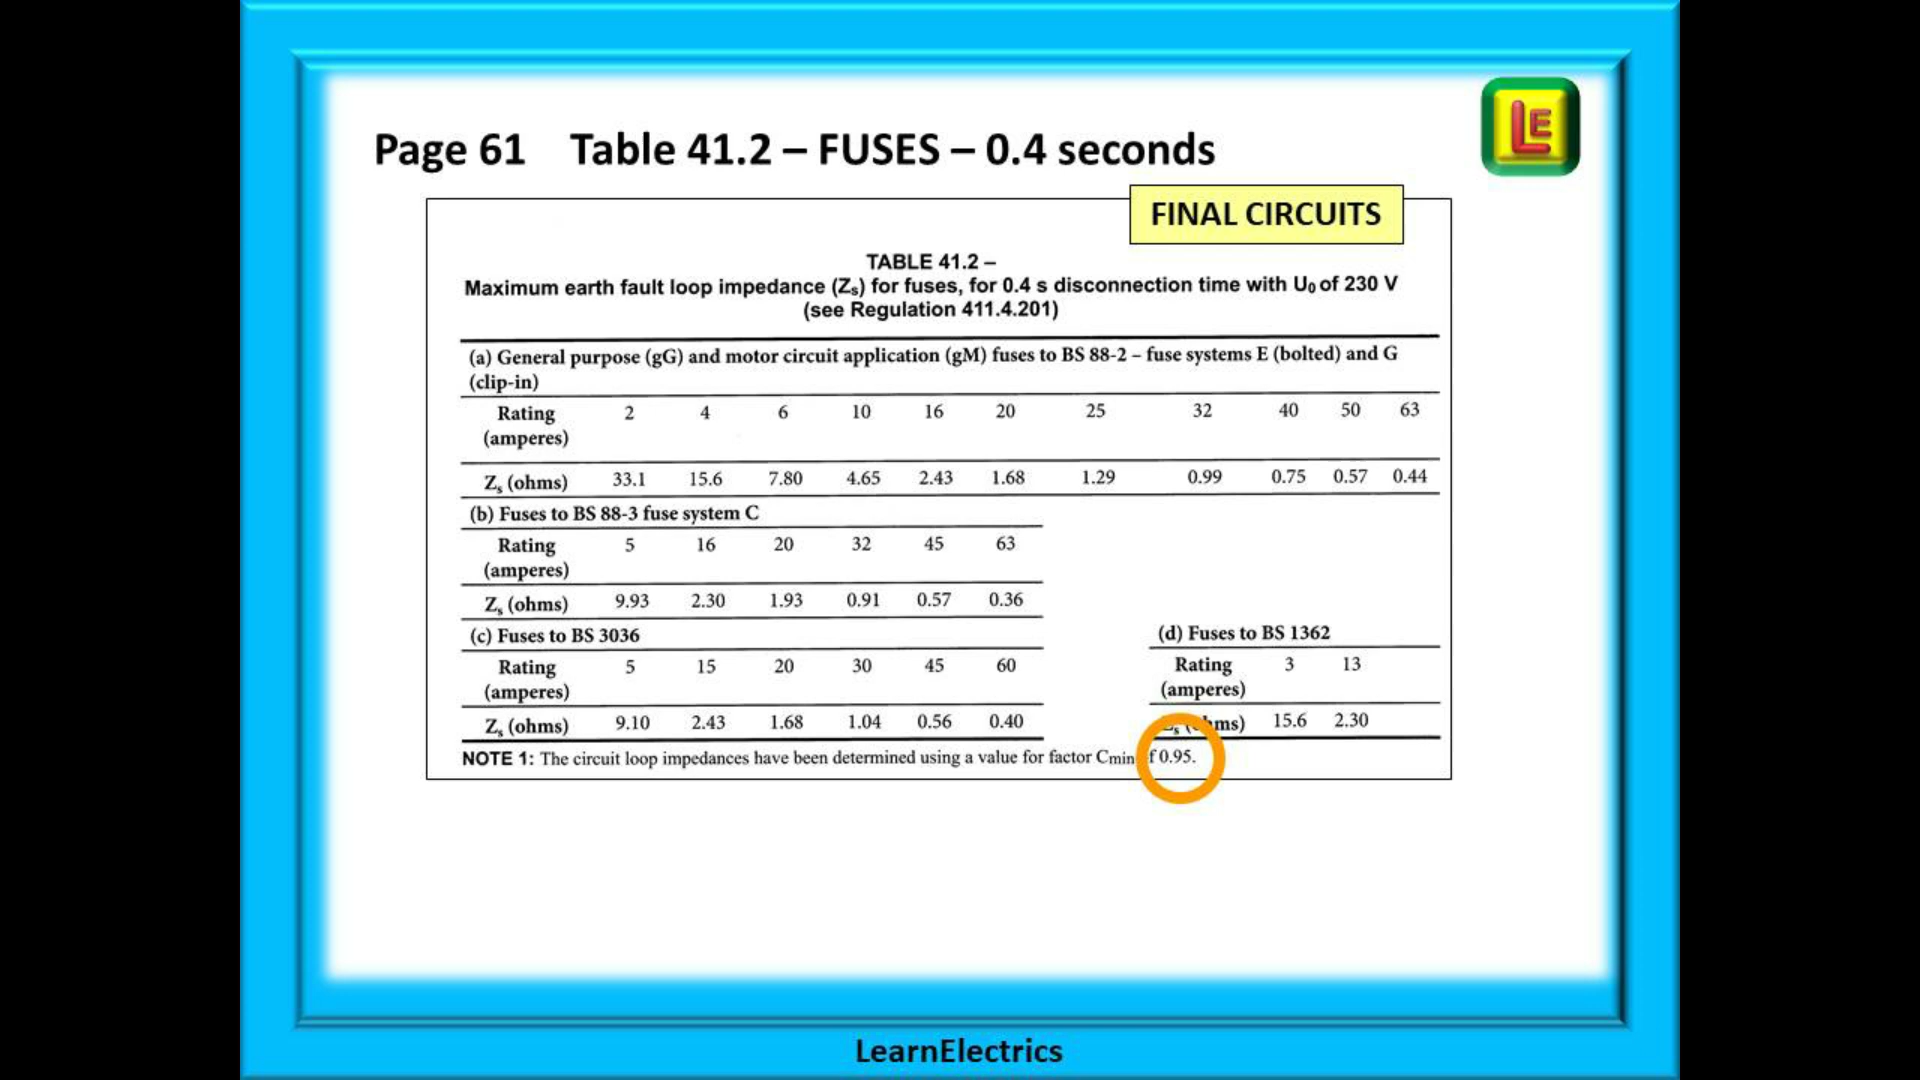 Page 61 Table 41.2 – FUSES – 0.4 seconds
LE
FINAL CIRCUITS
TABLE 41.2 –
Maximum earth fault loop impedance (Zs) for fuses, for 0.4 s disconnection time with U0 of 230 V
(see Regulation 411.4.201)
(a) General purpose (gG) and motor circuit application (gM) fuses to BS 88-2 – fuse systems E (bolted) and G
(clip-in)
Rating 2 4 6 10 16 20 25 32 40 50 63
(amperes)
Zs (ohms) 33.1 15.6 7.80 4.65 2.43 1.68 1.29 0.99 0.75 0.57 0.44
(b) Fuses to BS 88-3 fuse system C
Rating 5 16 20 32 45 63
(amperes)
Zs (ohms) 9.93 2.30 1.93 0.91 0.57 0.36
(c) Fuses to BS 3036
Rating 5 15 20 30 45 60
(amperes)
Zs (ohms) 9.10 2.43 1.68 1.04 0.56 0.40
(d) Fuses to BS 1362
Rating 3 13
(amperes)
15.6 2.30
NOTE 1: The circuit loop impedances have been determined using a value for factor Cmin of 0.95.
LearnElectrics